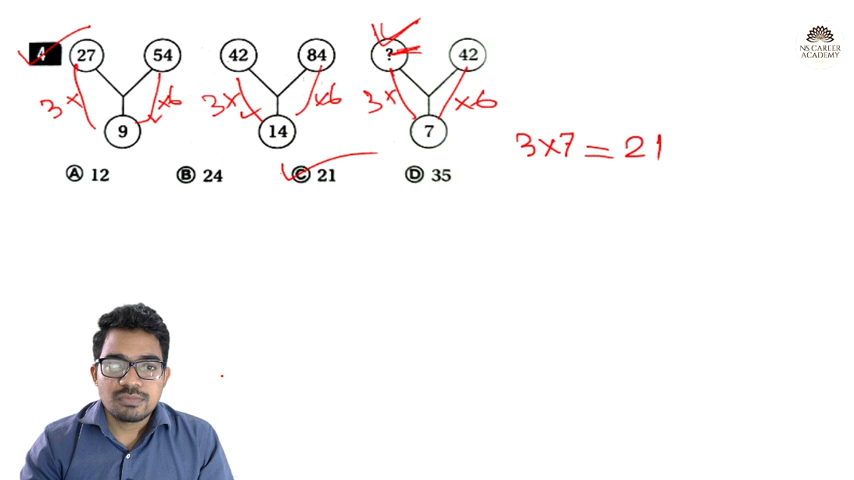 NS CAREER
ACADEMY
4 27 54 42 84 ? 42
3× ×6 3× ×6 3× ×6
9 14 7
3×7=21
A 12 B 24 C 21 D 35